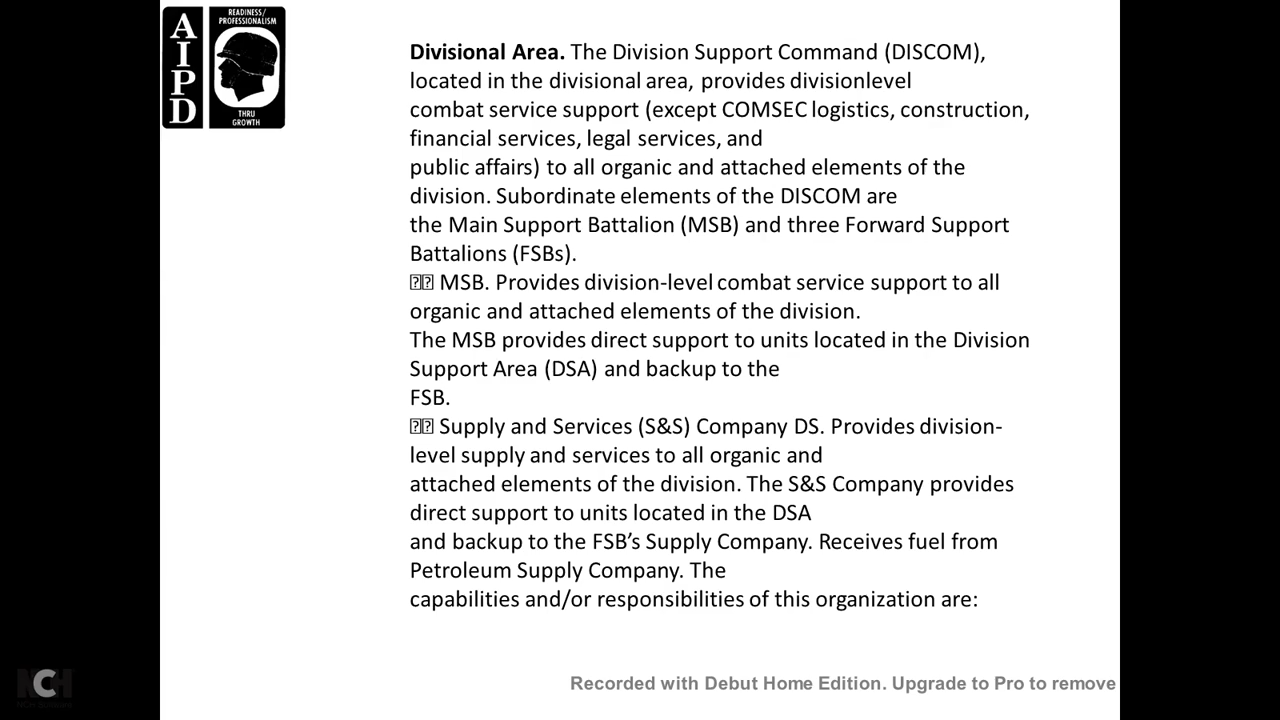 READINESS/
PROFESSIONALISM
AIPD
THRU
GROWTH
Divisional Area. The Division Support Command (DISCOM),
located in the divisional area, provides divisionlevel
combat service support (except COMSEC logistics, construction,
financial services, legal services, and
public affairs) to all organic and attached elements of the
division. Subordinate elements of the DISCOM are
the Main Support Battalion (MSB) and three Forward Support
Battalions (FSBs).
⍰⍰ MSB. Provides division-level combat service support to all
organic and attached elements of the division.
The MSB provides direct support to units located in the Division
Support Area (DSA) and backup to the
FSB.
⍰⍰ Supply and Services (S&S) Company DS. Provides division-
level supply and services to all organic and
attached elements of the division. The S&S Company provides
direct support to units located in the DSA
and backup to the FSB’s Supply Company. Receives fuel from
Petroleum Supply Company. The
capabilities and/or responsibilities of this organization are:
NCH
Recorded with Debut Home Edition. Upgrade to Pro to remove